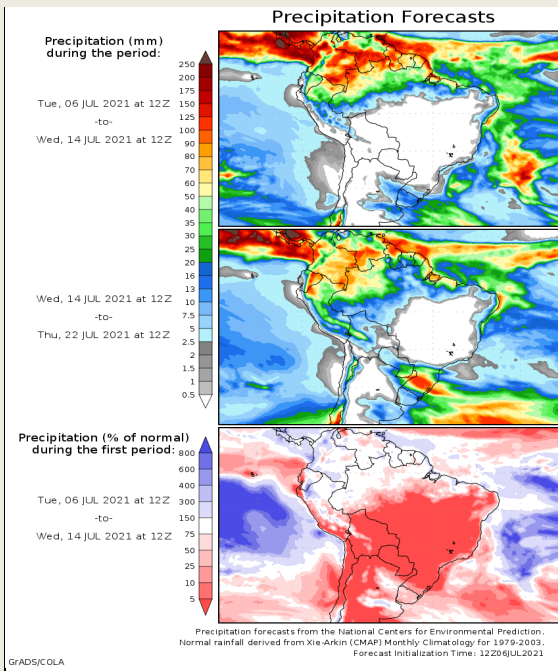 Precipitation Forecasts
Precipitation (mm)
during the period:
Tue, 06 JUL 2021 at 12Z
-to-
Wed, 14 JUL 2021 at 12Z
250
200
175
150
125
100
90
80
70
60
50
40
35
30
25
20
16
13
10
7.5
5
2.5
2
1.5
1
0.5
Wed, 14 JUL 2021 at 12Z
-to-
Thu, 22 JUL 2021 at 12Z
Precipitation (% of normal)
during the first period:
Tue, 06 JUL 2021 at 12Z
-to-
Wed, 14 JUL 2021 at 12Z
800
600
400
300
150
75
50
25
10
5
Precipitation forecasts from the National Centers for Environmental Prediction.
Normal rainfall derived from Xie-Arkin (CMAP) Monthly Climatology for 1979-2003.
Forecast Initialization Time: 12Z06JUL2021
GrADS/COLA